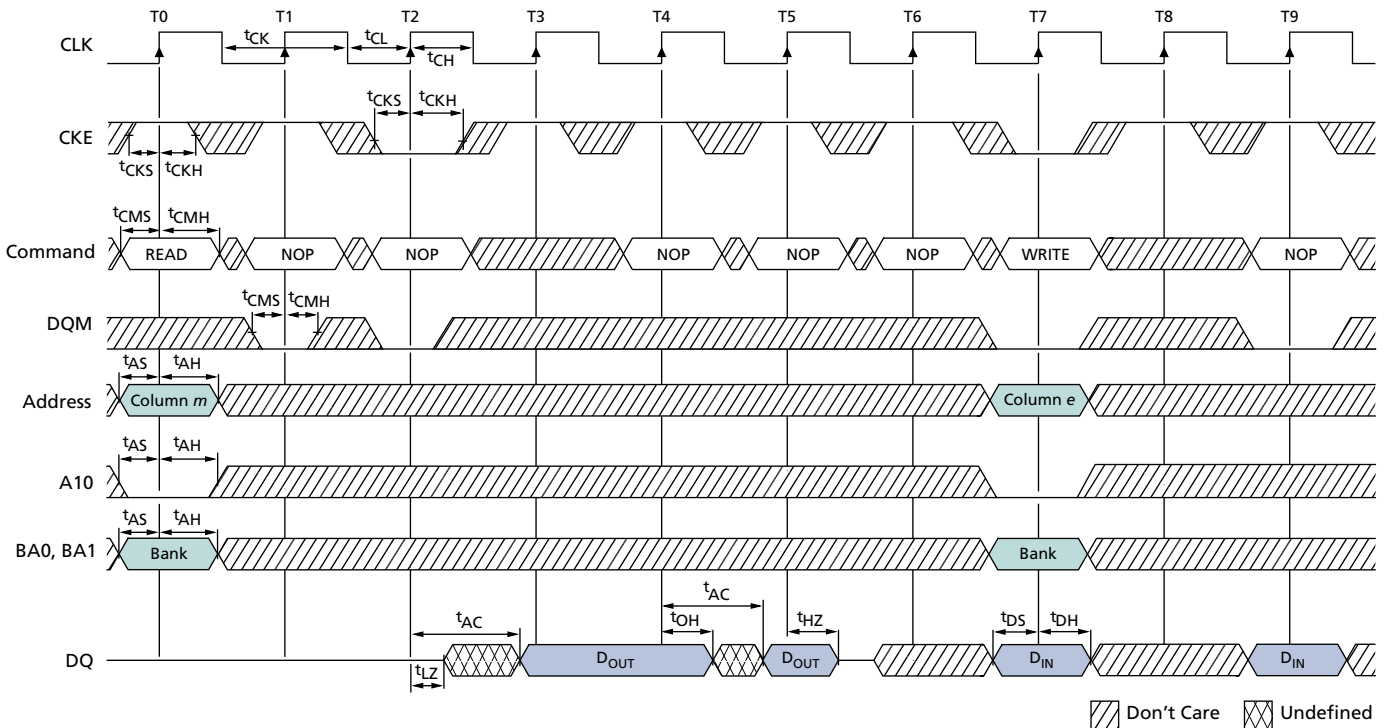 T0 T1 T2 T3 T4 T5 T6 T7 T8 T9
CLK tCK tCL tCH
CKE tCKS tCKH tCKS tCKH
tCMS tCMH
Command READ NOP NOP NOP NOP NOP WRITE NOP
tCMS tCMH
DQM
tAS tAH
Address Column m Column e
tAS tAH
A10
tAS tAH
BA0, BA1 Bank Bank
tAC tAC tOH tHZ tDS tDH
DQ DOUT DOUT DIN DIN
tLZ
Don't Care Undefined